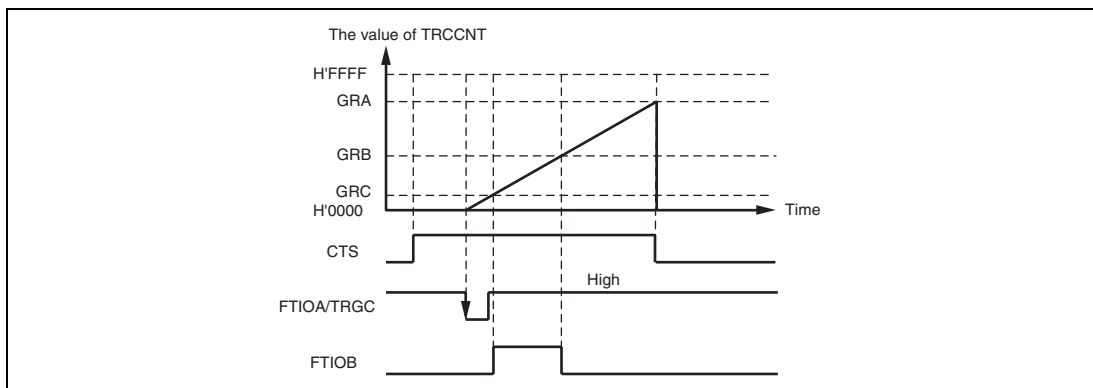 The value of TRCCNT
H'FFFF
GRA
GRB
GRC
H'0000
Time
CTS
High
FTIOA/TRGC
FTIOB